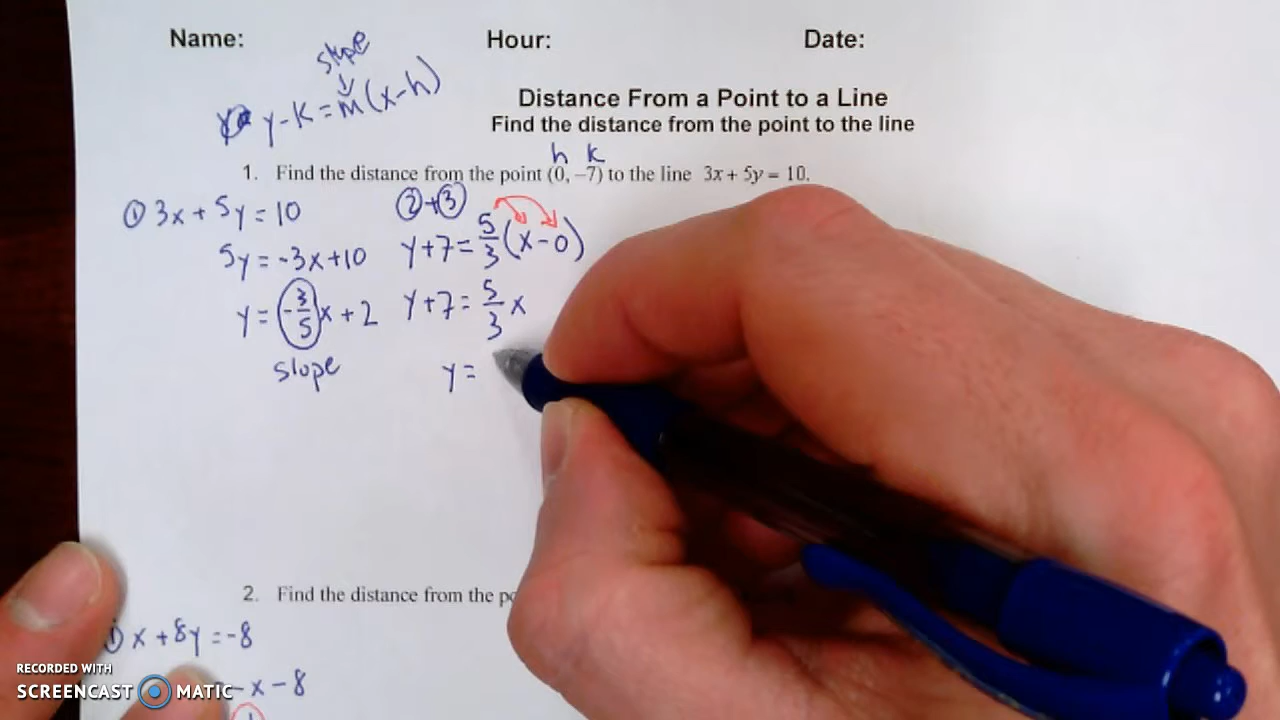 Name: Hour: Date:
slope
y-k=m(x-h)
Distance From a Point to a Line
Find the distance from the point to the line
h k
1. Find the distance from the point (0, –7) to the line 3x + 5y = 10.
① 3x+5y=10
5y=-3x+10
y=-3/5x+2
slope
②+③
y+7=5/3(x-0)
y+7=5/3x
y=
2. Find the distance from the
① x+8y=-8
-x-8
RECORDED WITH
SCREENCAST MATIC